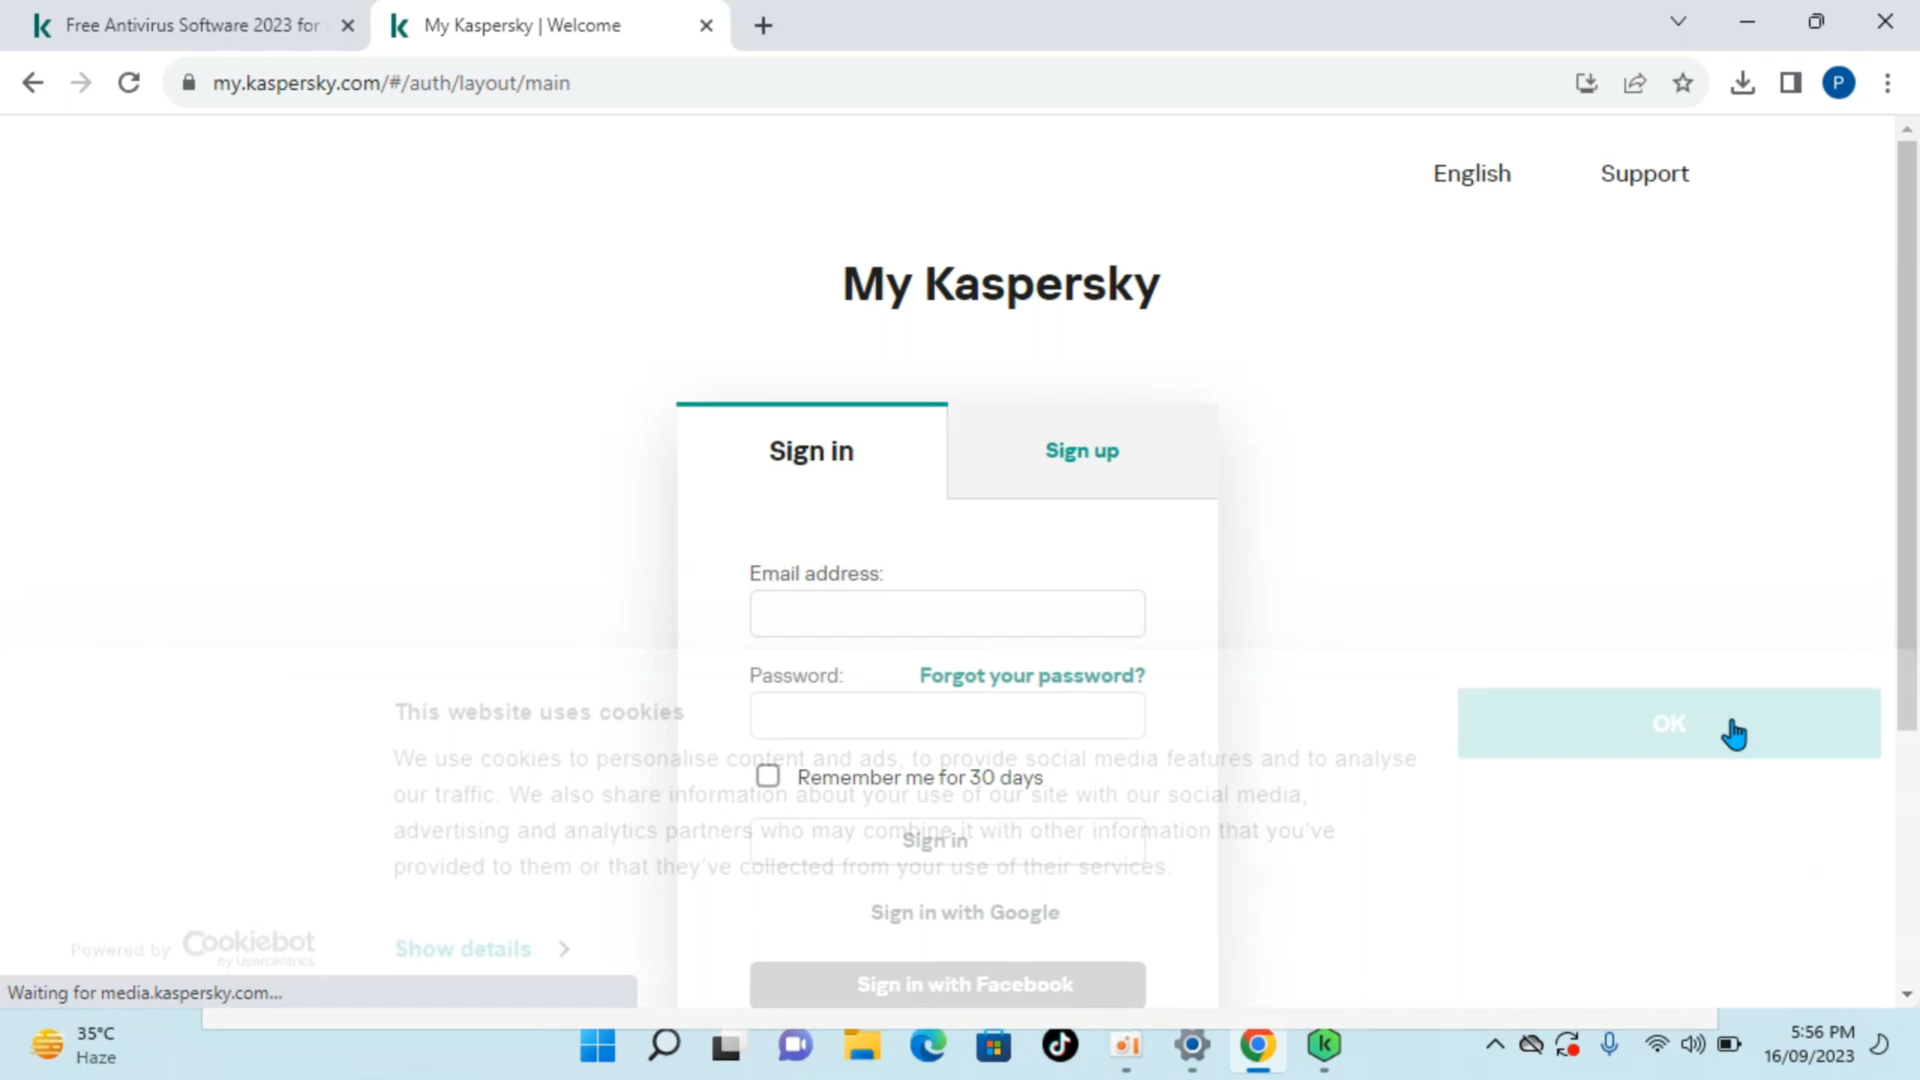 Free Antivirus Software 2023 for
My Kaspersky | Welcome
my.kaspersky.com/#/auth/layout/main
P
English
Support
My Kaspersky
Sign in
Sign up
Email address:
Password:
Forgot your password?
This website uses cookies
OK
We use cookies to personalise content and ads, to provide social media features and to analyse
our traffic. We also share information about your use of our site with our social media,
advertising and analytics partners who may combine it with other information that you've
provided to them or that they've collected from your use of their services.
Remember me for 30 days
Sign in
Sign in with Google
Powered by Cookiebot
by Usercentrics
Show details
Sign in with Facebook
Waiting for media.kaspersky.com...
35°C
Haze
5:56 PM
16/09/2023